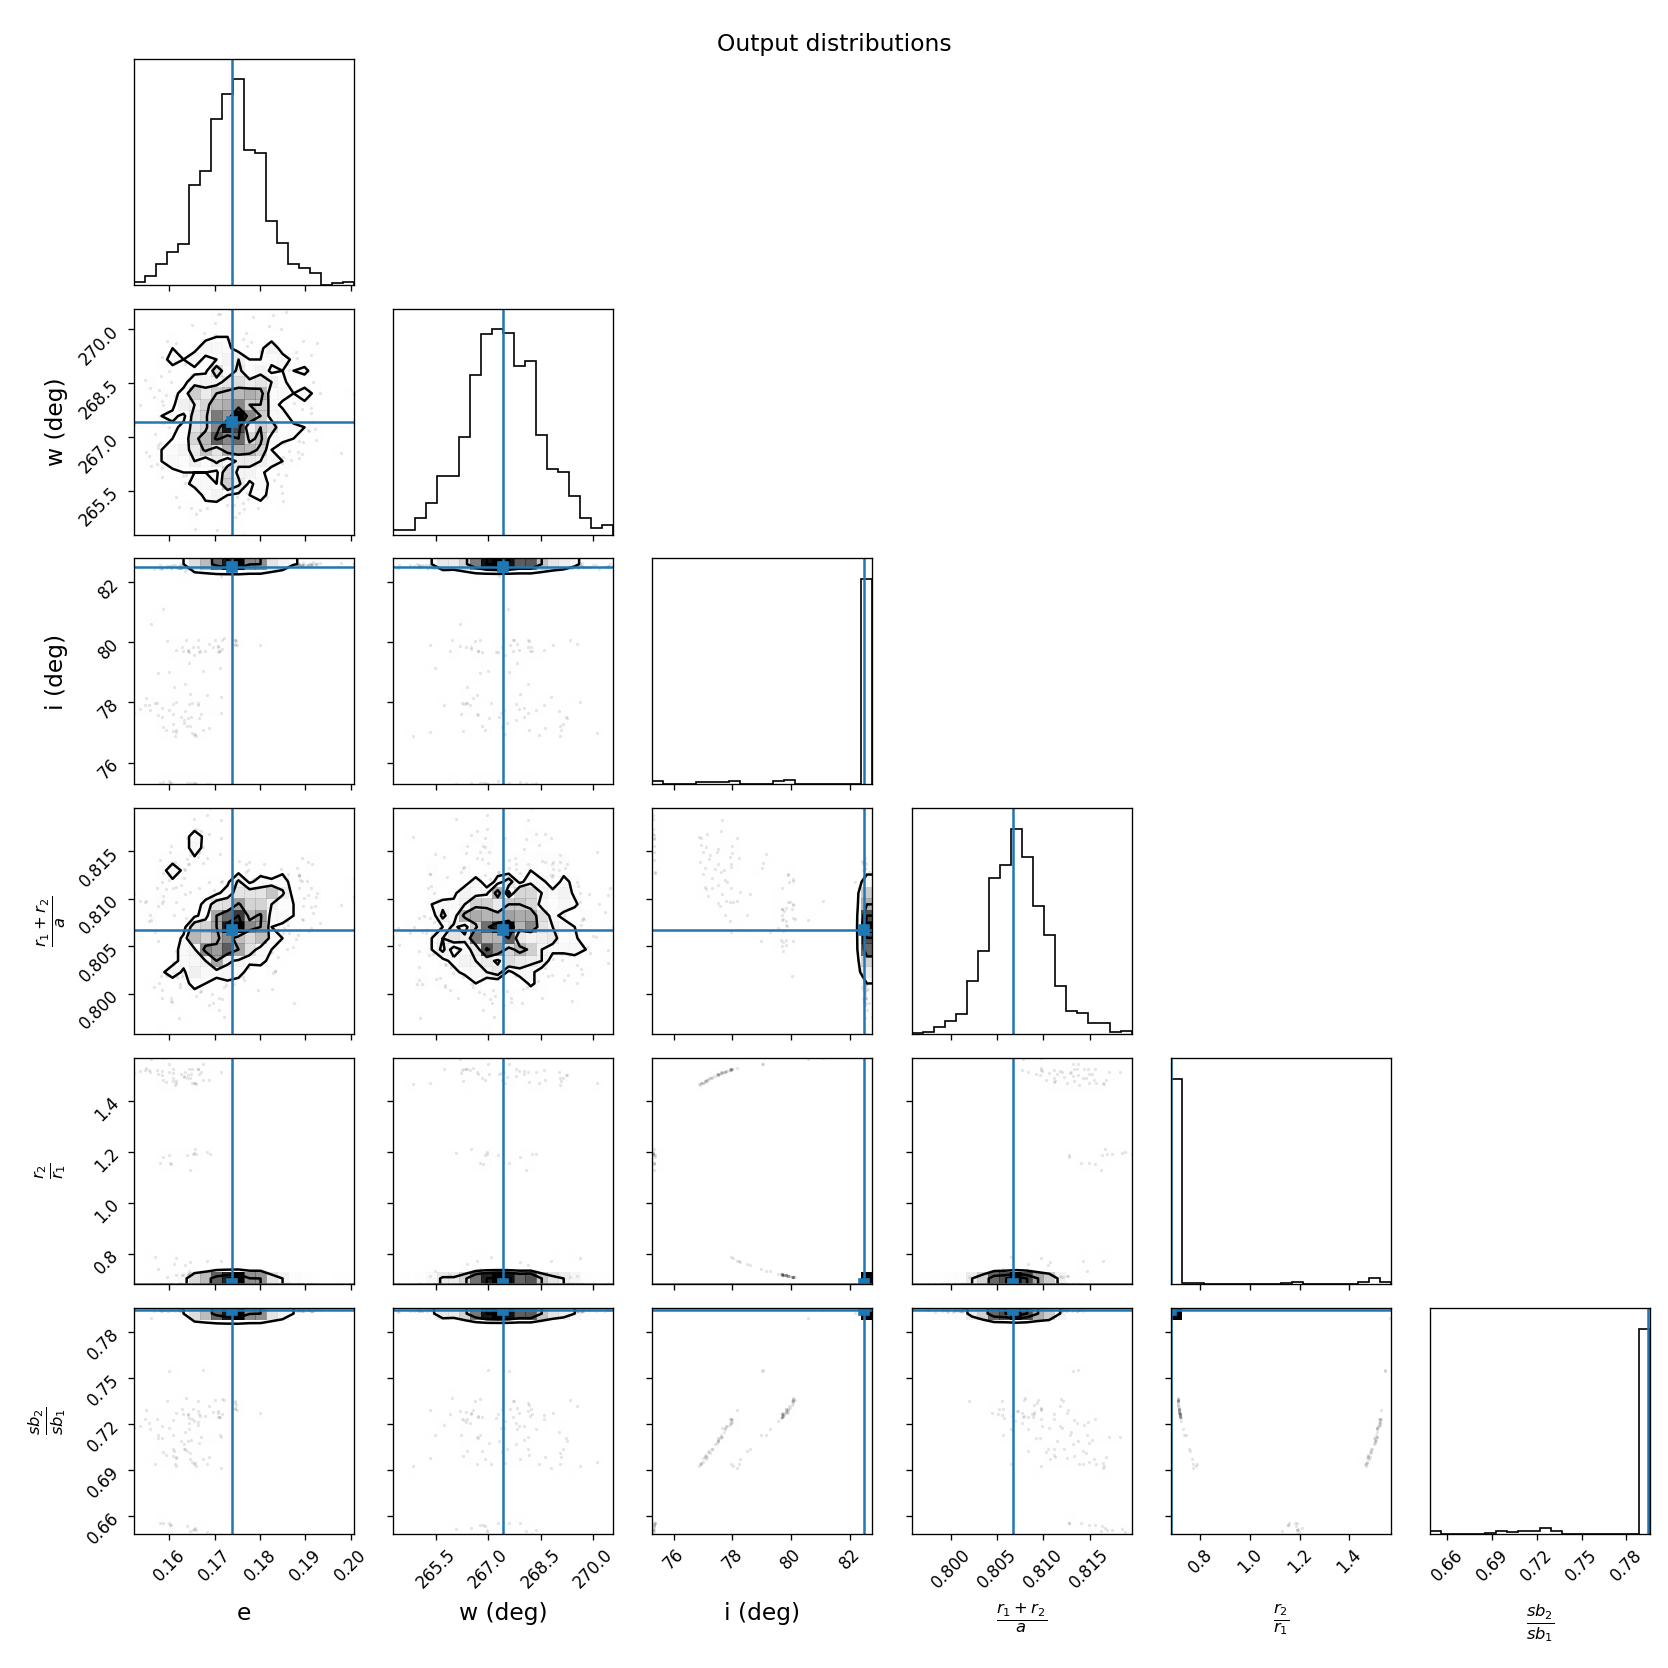 Output distributions
w (deg)
270.0
268.5
267.0
265.5
i (deg)
82
80
78
76
r₁ + r₂
a
0.815
0.810
0.805
0.800
r₂
r₁
1.4
1.2
1.0
0.8
sb₂
sb₁
0.78
0.75
0.72
0.69
0.66
0.16 0.17 0.18 0.19 0.20 265.5 267.0 268.5 270.0 76 78 80 82 0.800 0.805 0.810 0.815 0.8 1.0 1.2 1.4 0.66 0.69 0.72 0.75 0.78
e
w (deg)
i (deg)
r₁ + r₂
a
r₂
r₁
sb₂
sb₁